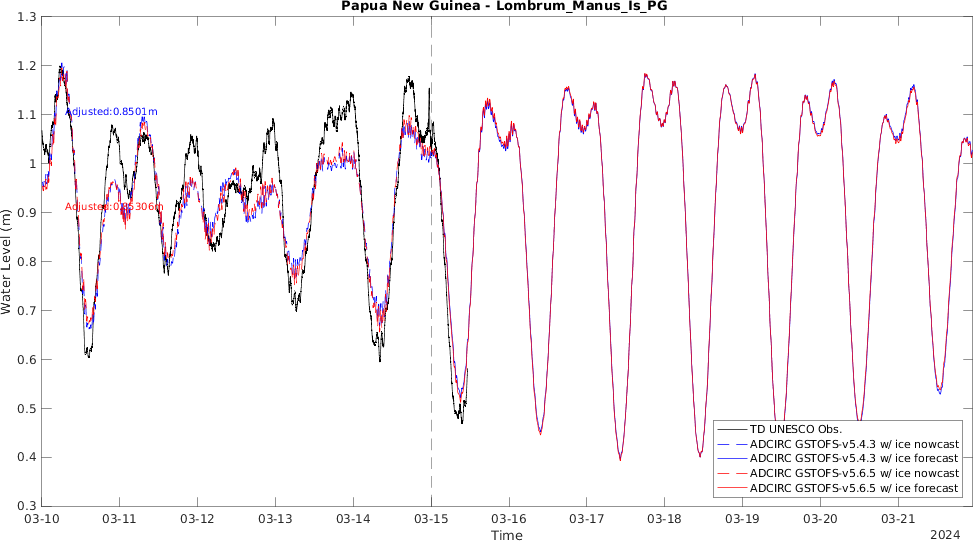 Papua New Guinea - Lombrum_Manus_Is_PG
1.3
1.2
1.1
1
0.9
0.8
0.7
0.6
0.5
0.4
0.3
Water Level (m)
Adjusted:0.8501m
TD UNESCO Obs.
ADCIRC GSTOFS-v5.4.3 w/ ice nowcast
ADCIRC GSTOFS-v5.4.3 w/ ice forecast
ADCIRC GSTOFS-v5.6.5 w/ ice nowcast
ADCIRC GSTOFS-v5.6.5 w/ ice forecast
03-10 03-11 03-12 03-13 03-14 03-15 03-16 03-17 03-18 03-19 03-20 03-21
Time
2024